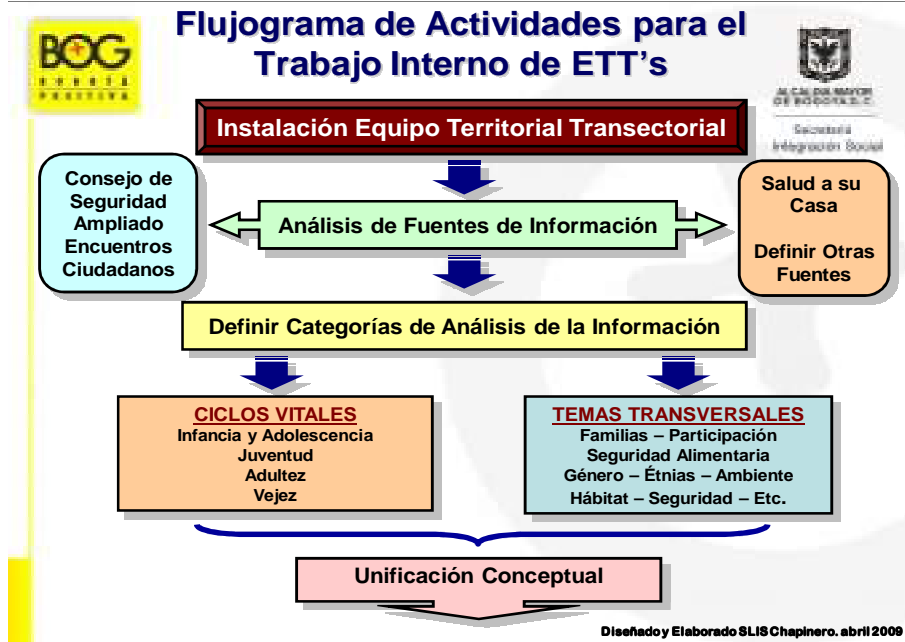 Flujograma de Actividades para el
Trabajo Interno de ETT's
BOG
BOGOTÁ
POSITIVA
ALCALDIA MAYOR
DE BOGOTA D.C.
Secretaría
Integración Social
Instalación Equipo Territorial Transectorial
Consejo de
Seguridad
Ampliado
Encuentros
Ciudadanos
Análisis de Fuentes de Información
Salud a su
Casa
Definir Otras
Fuentes
Definir Categorías de Análisis de la Información
CICLOS VITALES
Infancia y Adolescencia
Juventud
Adultez
Vejez
TEMAS TRANSVERSALES
Familias – Participación
Seguridad Alimentaria
Género – Étnias – Ambiente
Hábitat – Seguridad – Etc.
Unificación Conceptual
Diseñado y Elaborado SLIS Chapinero. abril 2009